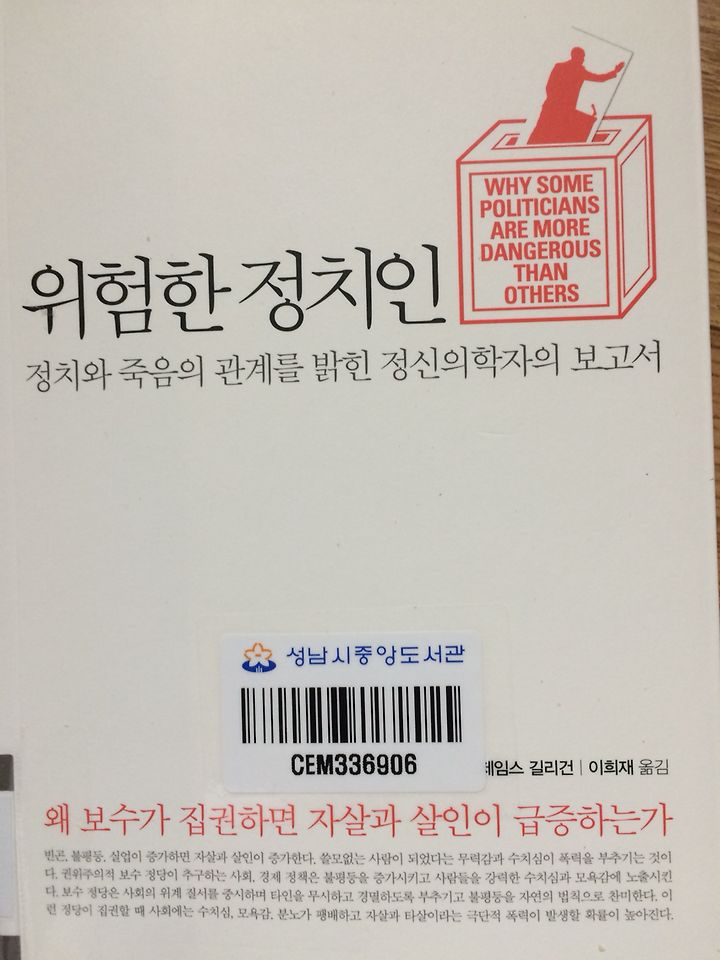 WHY SOME
POLITICIANS
ARE MORE
DANGEROUS
THAN
OTHERS
위험한 정치인
정치와 죽음의 관계를 밝힌 정신의학자의 보고서
성남시중앙도서관
CEM336906
제임스 길리건 | 이희재 옮김
왜 보수가 집권하면 자살과 살인이 급증하는가
빈곤, 불평등, 실업이 증가하면 자살과 살인이 증가한다. 쓸모없는 사람이 되었다는 무력감과 수치심이 폭력을 부추기는 것이
다. 권위주의적 보수 정당이 추구하는 사회, 경제 정책은 불평등을 증가시키고 사람들을 강력한 수치심과 모욕감에 노출시킨
다. 보수 정당은 사회의 위계 질서를 중시하며 타인을 무시하고 경멸하도록 부추기고 불평등을 자연의 법칙으로 찬미한다. 이
런 정당이 집권할 때 사회에는 수치심, 모욕감, 분노가 팽배하고 자살과 타살이라는 극단적 폭력이 발생할 확률이 높아진다.